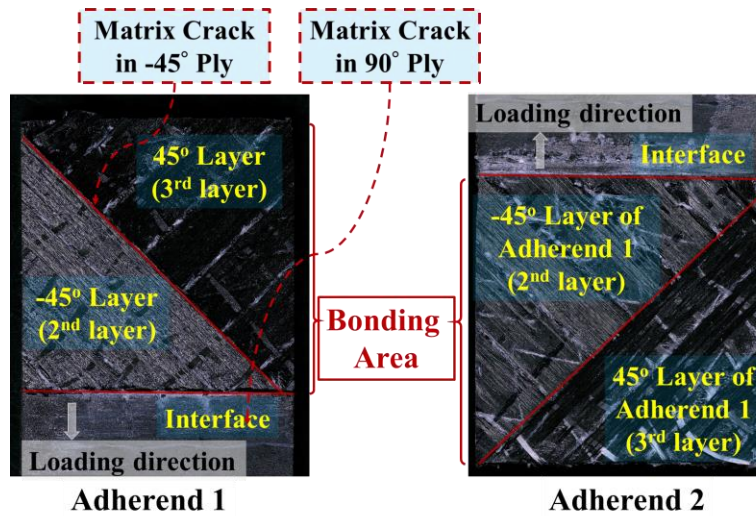 Matrix Crack
in -45° Ply
Matrix Crack
in 90° Ply
45° Layer
(3rd layer)
-45° Layer
(2nd layer)
Interface
Loading direction
Adherend 1
Bonding
Area
Loading direction
Interface
-45° Layer of
Adherend 1
(2nd layer)
45° Layer of
Adherend 1
(3rd layer)
Adherend 2